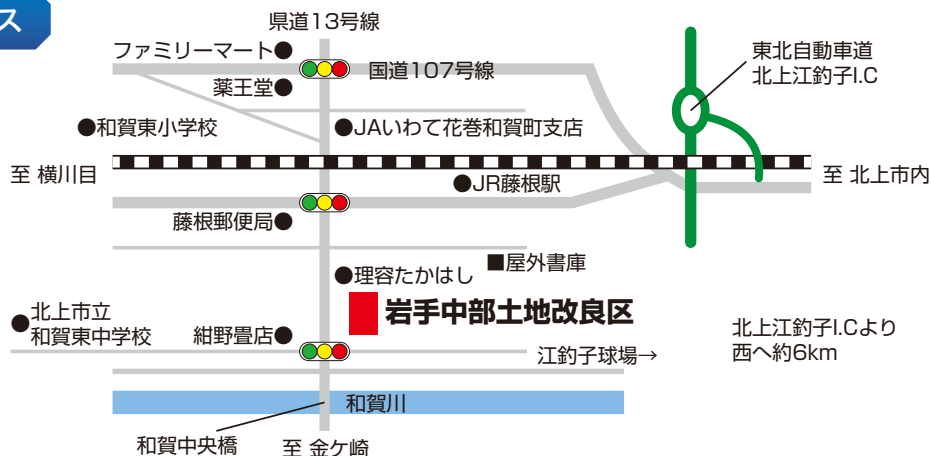 ス
県道13号線
ファミリーマート●
国道107号線
東北自動車道
北上江釣子I.C
薬王堂●
●和賀東小学校
●JAいわて花巻和賀町支店
至 横川目
至 北上市内
●JR藤根駅
藤根郵便局●
■屋外書庫
●理容たかはし
岩手中部土地改良区
●北上市立
和賀東中学校
紺野畳店●
北上江釣子I.Cより
西へ約6km
江釣子球場→
和賀川
和賀中央橋
至 金ケ崎